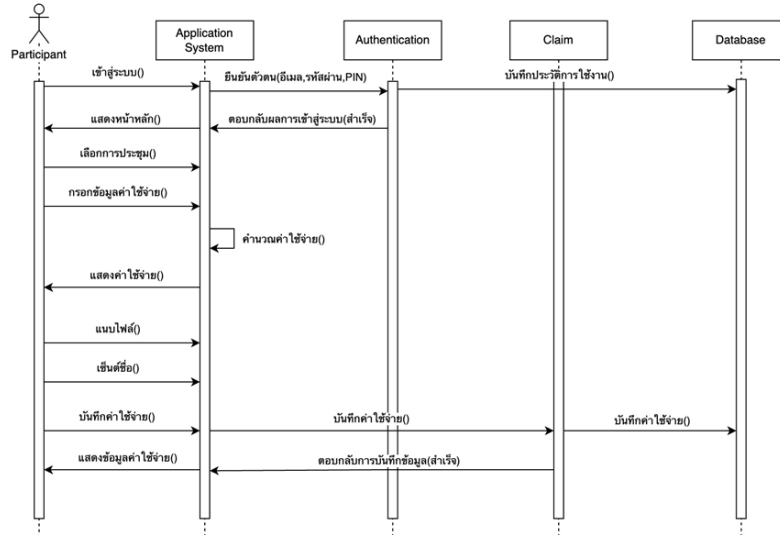 Participant
Application
System
Authentication
Claim
Database
เข้าสู่ระบบ()
ยืนยันตัวตน(อีเมล,รหัสผ่าน,PIN)
บันทึกประวัติการใช้งาน()
แสดงหน้าหลัก()
ตอบกลับผลการเข้าสู่ระบบ(สำเร็จ)
เลือกการประชุม()
กรอกข้อมูลค่าใช้จ่าย()
คำนวณค่าใช้จ่าย()
แสดงค่าใช้จ่าย()
แนบไฟล์()
เซ็นต์ชื่อ()
บันทึกค่าใช้จ่าย()
บันทึกค่าใช้จ่าย()
บันทึกค่าใช้จ่าย()
แสดงข้อมูลค่าใช้จ่าย()
ตอบกลับการบันทึกข้อมูล(สำเร็จ)